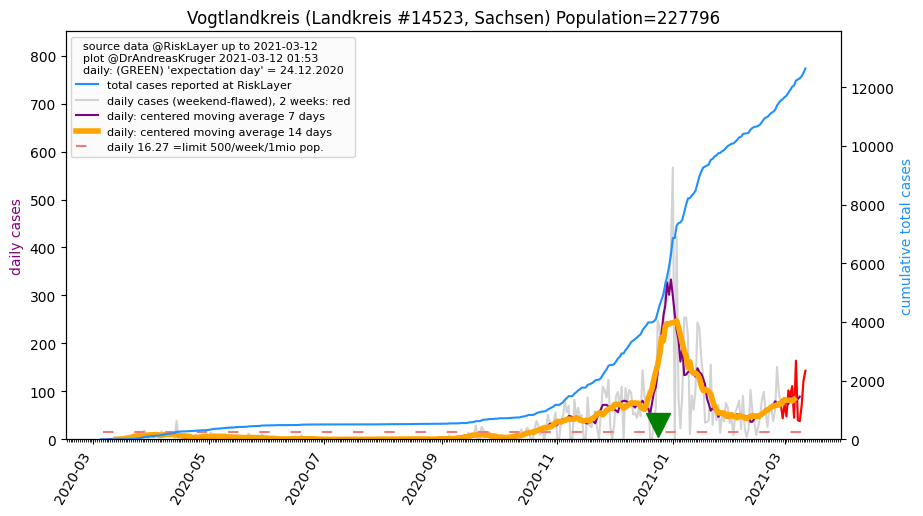 Vogtlandkreis (Landkreis #14523, Sachsen) Population=227796
source data @RiskLayer up to 2021-03-12
plot @DrAndreasKruger 2021-03-12 01:53
daily: (GREEN) 'expectation day' = 24.12.2020
total cases reported at RiskLayer
daily cases (weekend-flawed), 2 weeks: red
daily: centered moving average 7 days
daily: centered moving average 14 days
daily 16.27 =limit 500/week/1mio pop.
daily cases
800
700
600
500
400
300
200
100
0
cumulative total cases
12000
10000
8000
6000
4000
2000
0
2020-03
2020-05
2020-07
2020-09
2020-11
2021-01
2021-03